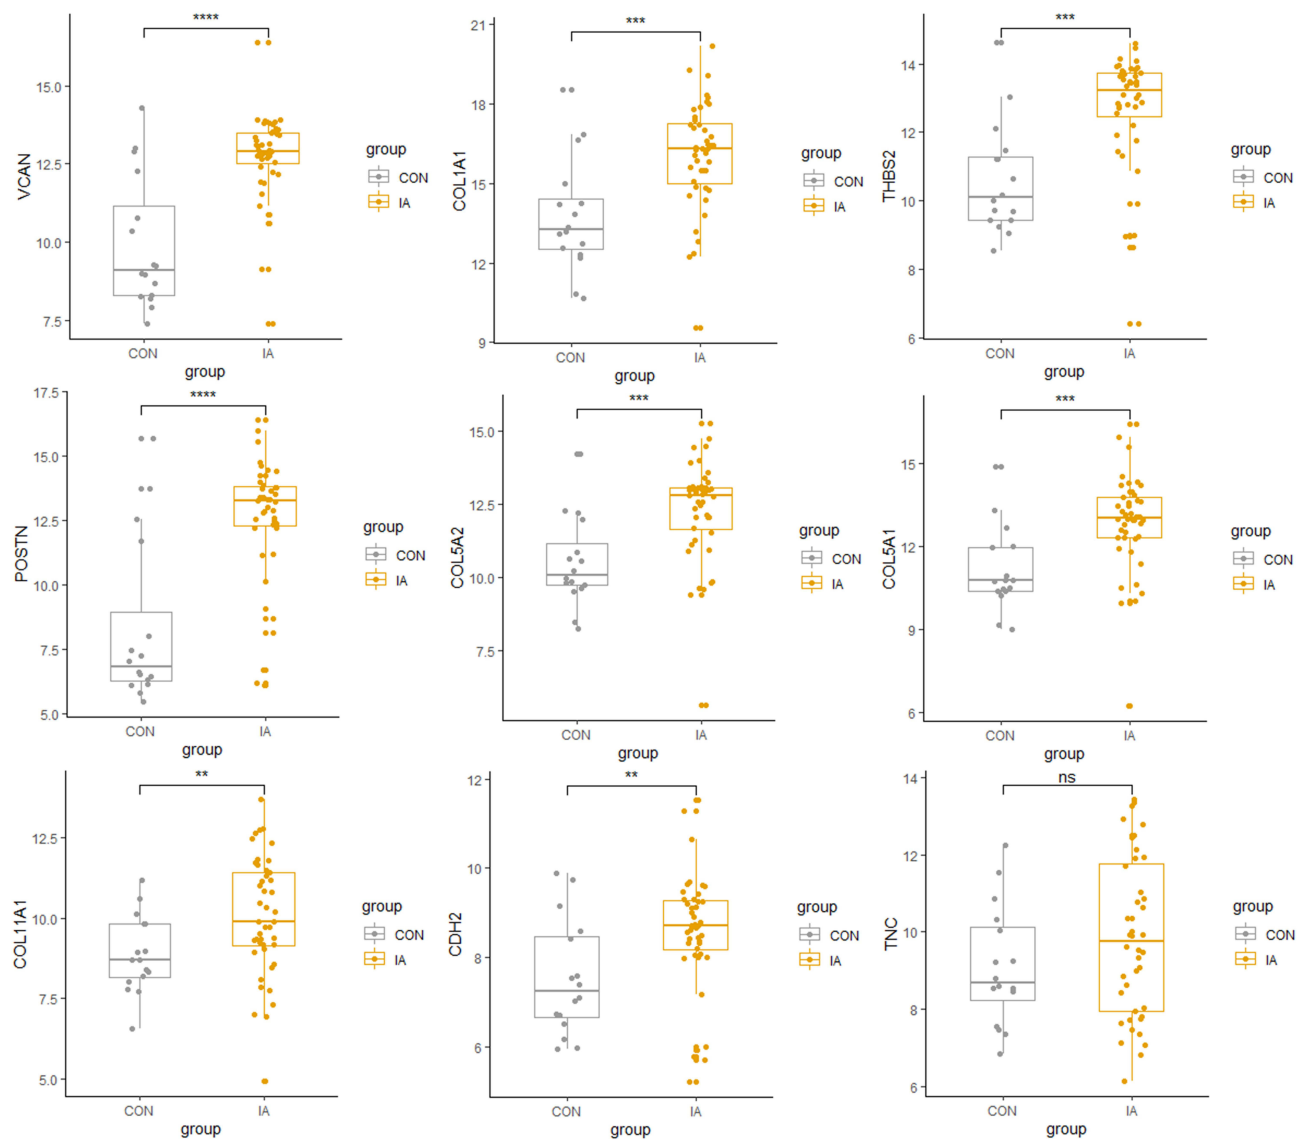 ****
VCAN
15.0
12.5
10.0
7.5
CON
IA
group
group
CON
IA
***
COL1A1
21
18
15
12
9
CON
IA
group
group
CON
IA
***
THBS2
14
12
10
8
6
CON
IA
group
group
CON
IA
****
POSTN
17.5
15.0
12.5
10.0
7.5
5.0
CON
IA
group
group
CON
IA
***
COL5A2
15.0
12.5
10.0
7.5
CON
IA
group
group
CON
IA
***
COL5A1
15
12
9
6
CON
IA
group
group
CON
IA
**
COL11A1
12.5
10.0
7.5
5.0
CON
IA
group
group
CON
IA
**
CDH2
12
10
8
6
CON
IA
group
group
CON
IA
ns
TNC
14
12
10
8
6
CON
IA
group
group
CON
IA